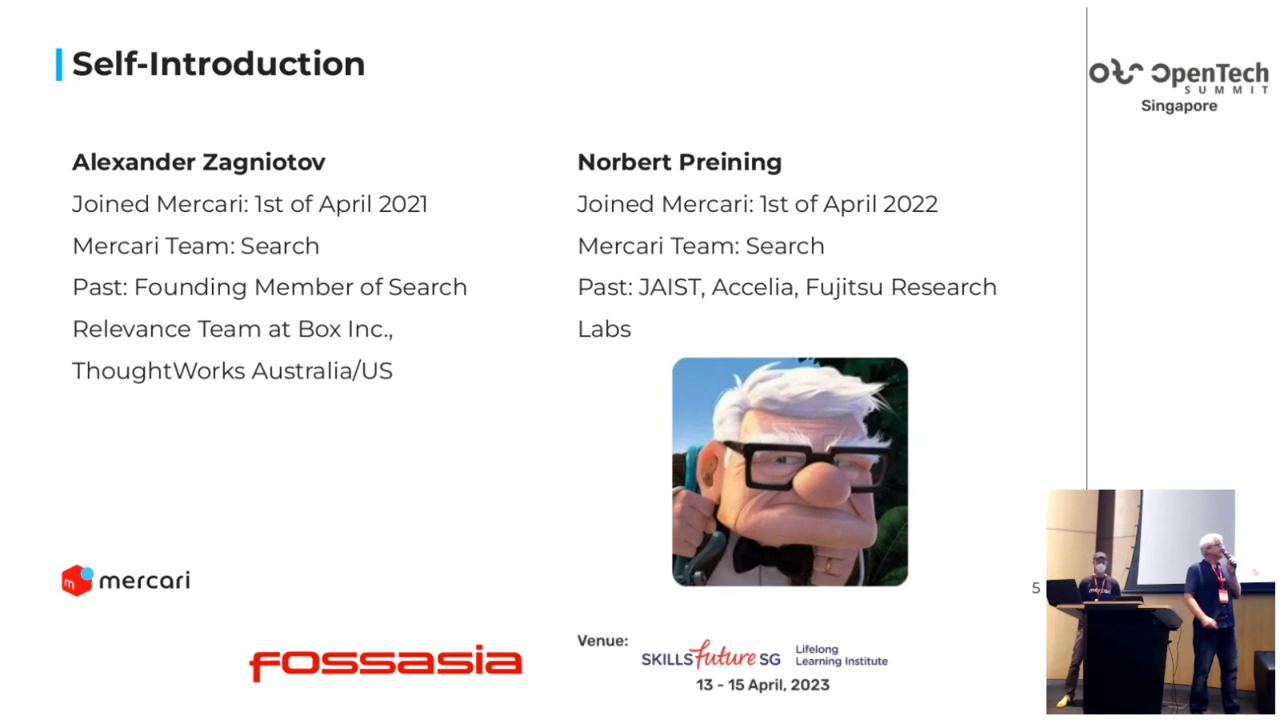 Self-Introduction
Alexander Zagniotov
Joined Mercari: 1st of April 2021
Mercari Team: Search
Past: Founding Member of Search
Relevance Team at Box Inc.,
ThoughtWorks Australia/US
Norbert Preining
Joined Mercari: 1st of April 2022
Mercari Team: Search
Past: JAIST, Accelia, Fujitsu Research
Labs
OpenTech
SUMMIT
Singapore
mercari
5
fossasia
Venue:
SKILLSfuture SG
Lifelong
Learning Institute
13 - 15 April, 2023